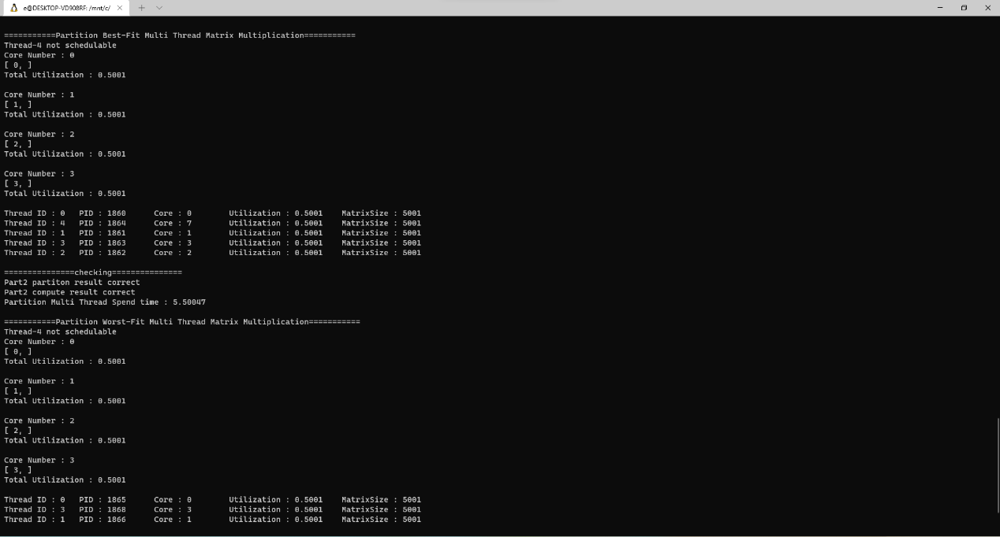 e@DESKTOP-VD908RF: /mnt/c/
===========Partition Best-Fit Multi Thread Matrix Multiplication===========
Thread-4 not schedulable
Core Number : 0
[ 0, ]
Total Utilization : 0.5001
Core Number : 1
[ 1, ]
Total Utilization : 0.5001
Core Number : 2
[ 2, ]
Total Utilization : 0.5001
Core Number : 3
[ 3, ]
Total Utilization : 0.5001
Thread ID : 0   PID : 1860      Core : 0        Utilization : 0.5001    MatrixSize : 5001
Thread ID : 4   PID : 1864      Core : 7        Utilization : 0.5001    MatrixSize : 5001
Thread ID : 1   PID : 1861      Core : 1        Utilization : 0.5001    MatrixSize : 5001
Thread ID : 3   PID : 1863      Core : 3        Utilization : 0.5001    MatrixSize : 5001
Thread ID : 2   PID : 1862      Core : 2        Utilization : 0.5001    MatrixSize : 5001
===============checking===============
Part2 partiton result correct
Part2 compute result correct
Partition Multi Thread Spend time : 5.50047
===========Partition Worst-Fit Multi Thread Matrix Multiplication===========
Thread-4 not schedulable
Core Number : 0
[ 0, ]
Total Utilization : 0.5001
Core Number : 1
[ 1, ]
Total Utilization : 0.5001
Core Number : 2
[ 2, ]
Total Utilization : 0.5001
Core Number : 3
[ 3, ]
Total Utilization : 0.5001
Thread ID : 0   PID : 1865      Core : 0        Utilization : 0.5001    MatrixSize : 5001
Thread ID : 3   PID : 1868      Core : 3        Utilization : 0.5001    MatrixSize : 5001
Thread ID : 1   PID : 1866      Core : 1        Utilization : 0.5001    MatrixSize : 5001